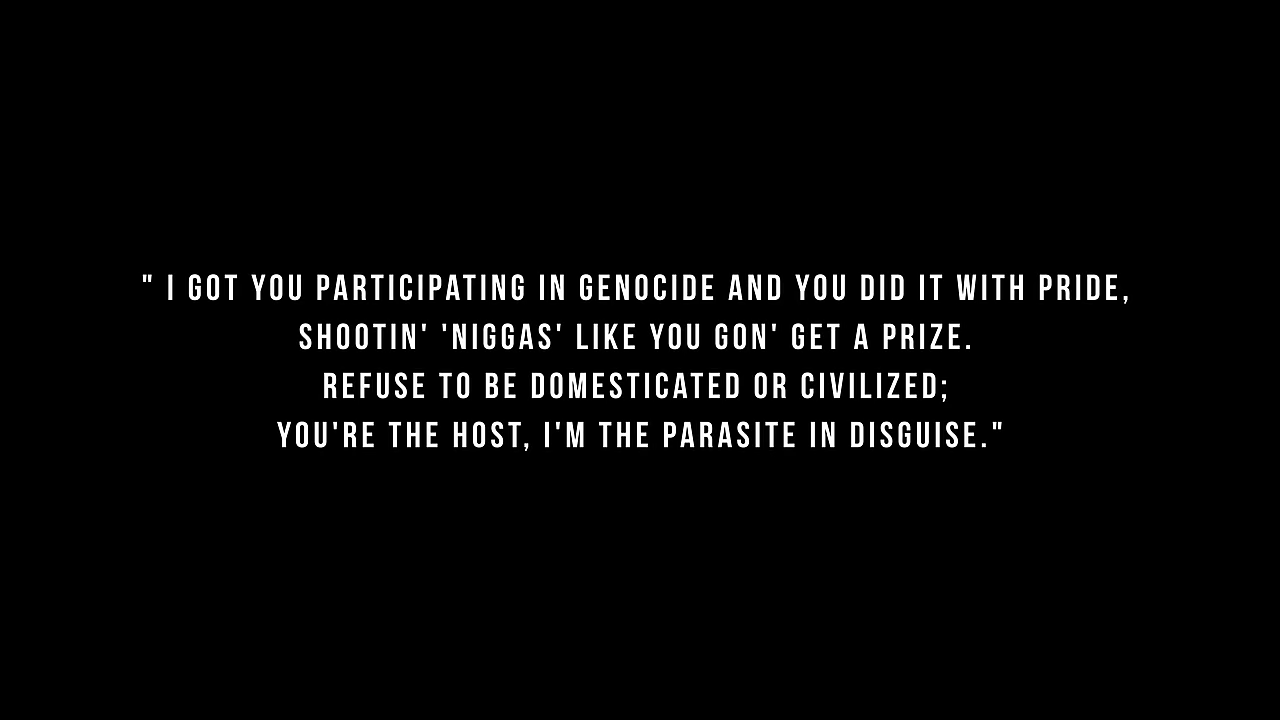 " I GOT YOU PARTICIPATING IN GENOCIDE AND YOU DID IT WITH PRIDE,
SHOOTIN' 'NIGGAS' LIKE YOU GON' GET A PRIZE.
REFUSE TO BE DOMESTICATED OR CIVILIZED;
YOU'RE THE HOST, I'M THE PARASITE IN DISGUISE."